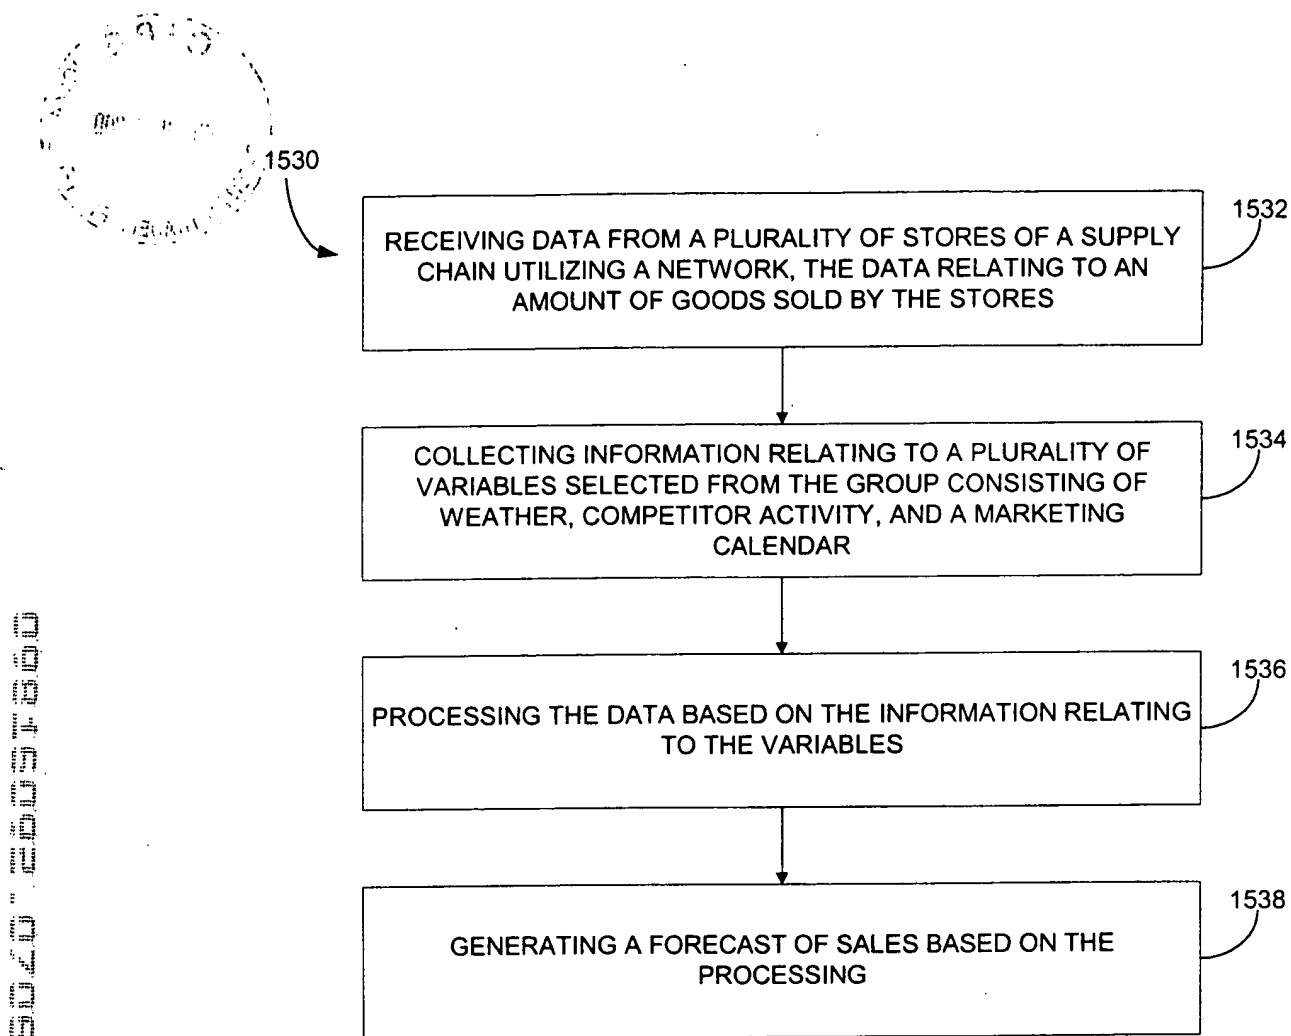 1530
1532
RECEIVING DATA FROM A PLURALITY OF STORES OF A SUPPLY
CHAIN UTILIZING A NETWORK, THE DATA RELATING TO AN
AMOUNT OF GOODS SOLD BY THE STORES
1534
COLLECTING INFORMATION RELATING TO A PLURALITY OF
VARIABLES SELECTED FROM THE GROUP CONSISTING OF
WEATHER, COMPETITOR ACTIVITY, AND A MARKETING
CALENDAR
1536
PROCESSING THE DATA BASED ON THE INFORMATION RELATING
TO THE VARIABLES
1538
GENERATING A FORECAST OF SALES BASED ON THE
PROCESSING